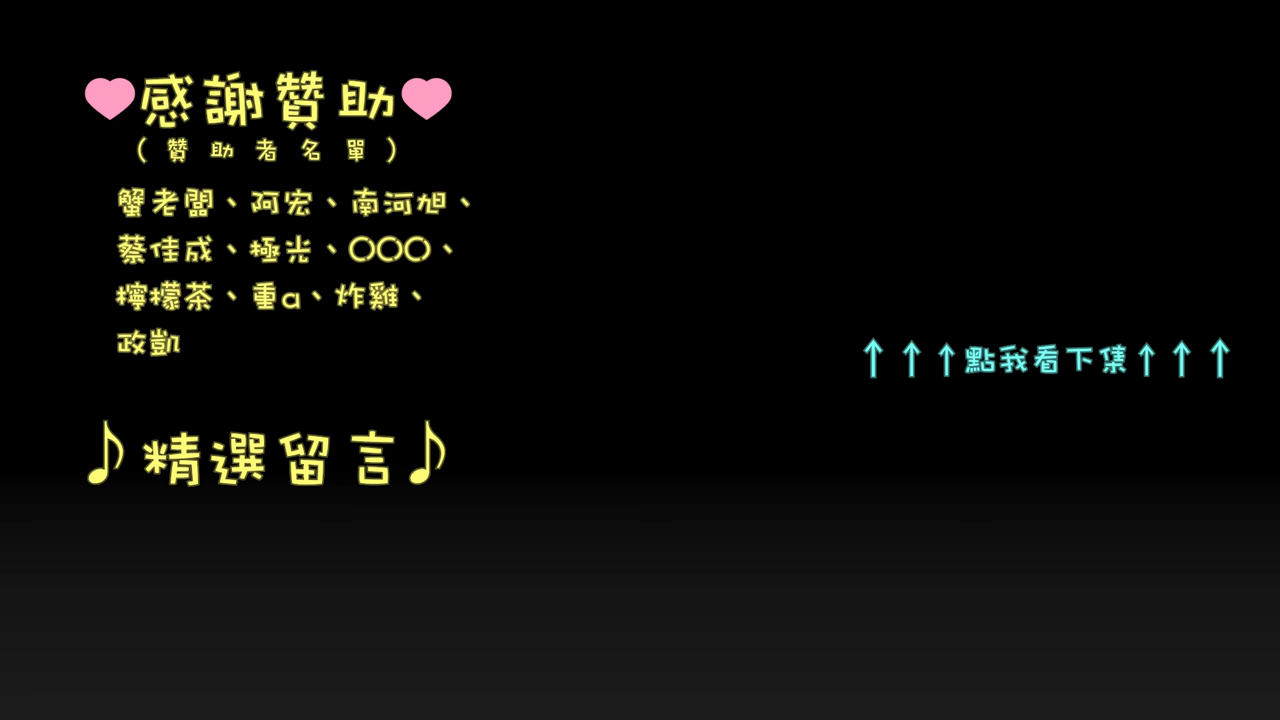 感謝贊助
（贊助者名單）
蟹老闆、阿宏、南河旭、
蔡佳成、極光、〇〇〇、
檸檬茶、重a、炸雞、
政凱
↑↑↑點我看下集↑↑↑
♪精選留言♪